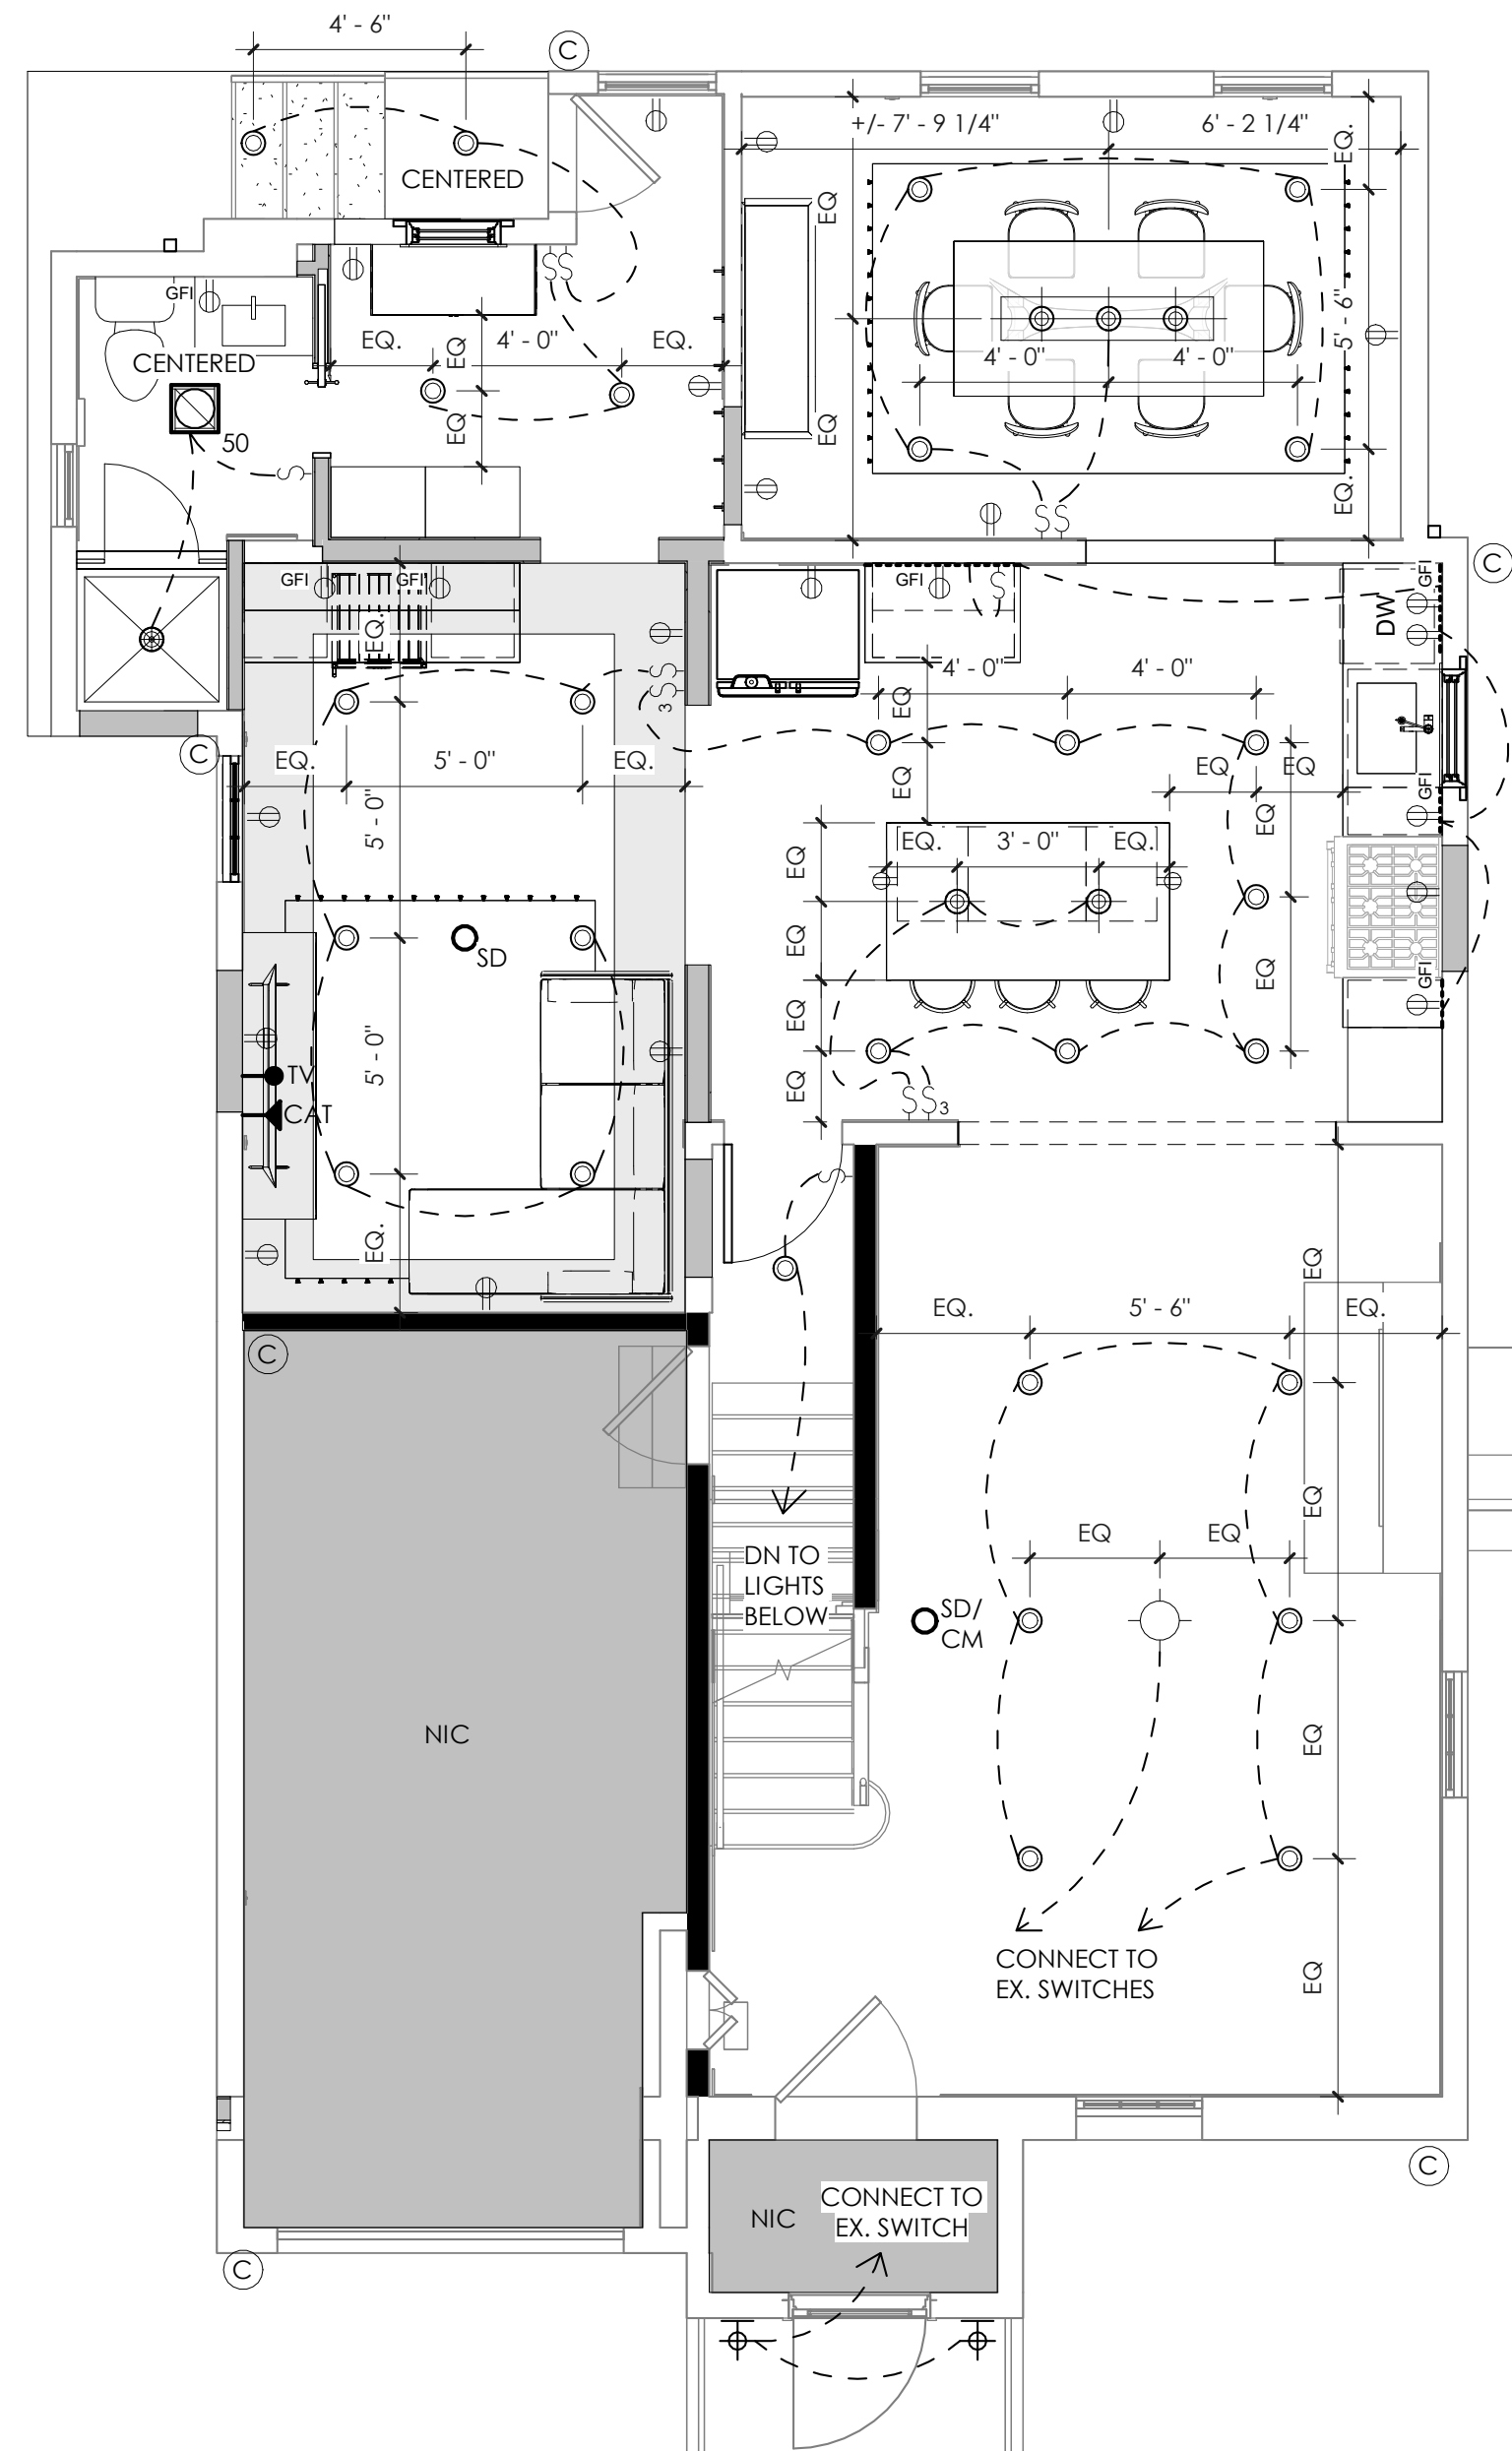 4' - 6"
C
+/- 7' - 9 1/4"
6' - 2 1/4"
EQ.
CENTERED
EQ
GFI
EQ.
EQ
4' - 0"
EQ.
5' - 6"
CENTERED
4' - 0"
4' - 0"
50
EQ
EQ
EQ.
S S
S
S S
C
GFI
GFI
EQ.
GFI
S
GFI
DW
4' - 0"
4' - 0"
S
S S
3
EQ
C
EQ.
5' - 0"
EQ.
EQ
EQ
EQ
GFI
5' - 0"
EQ
EQ
EQ.
3' - 0"
EQ.
SD
EQ
EQ
GFI
5' - 0"
EQ
TV
CAT
EQ
S S 3
S
EQ.
EQ
EQ.
5' - 6"
EQ.
C
EQ
EQ
EQ
DN TO
LIGHTS
BELOW
SD/
CM
NIC
EQ
CONNECT TO
EX. SWITCHES
EQ
C
NIC
CONNECT TO
EX. SWITCH
C